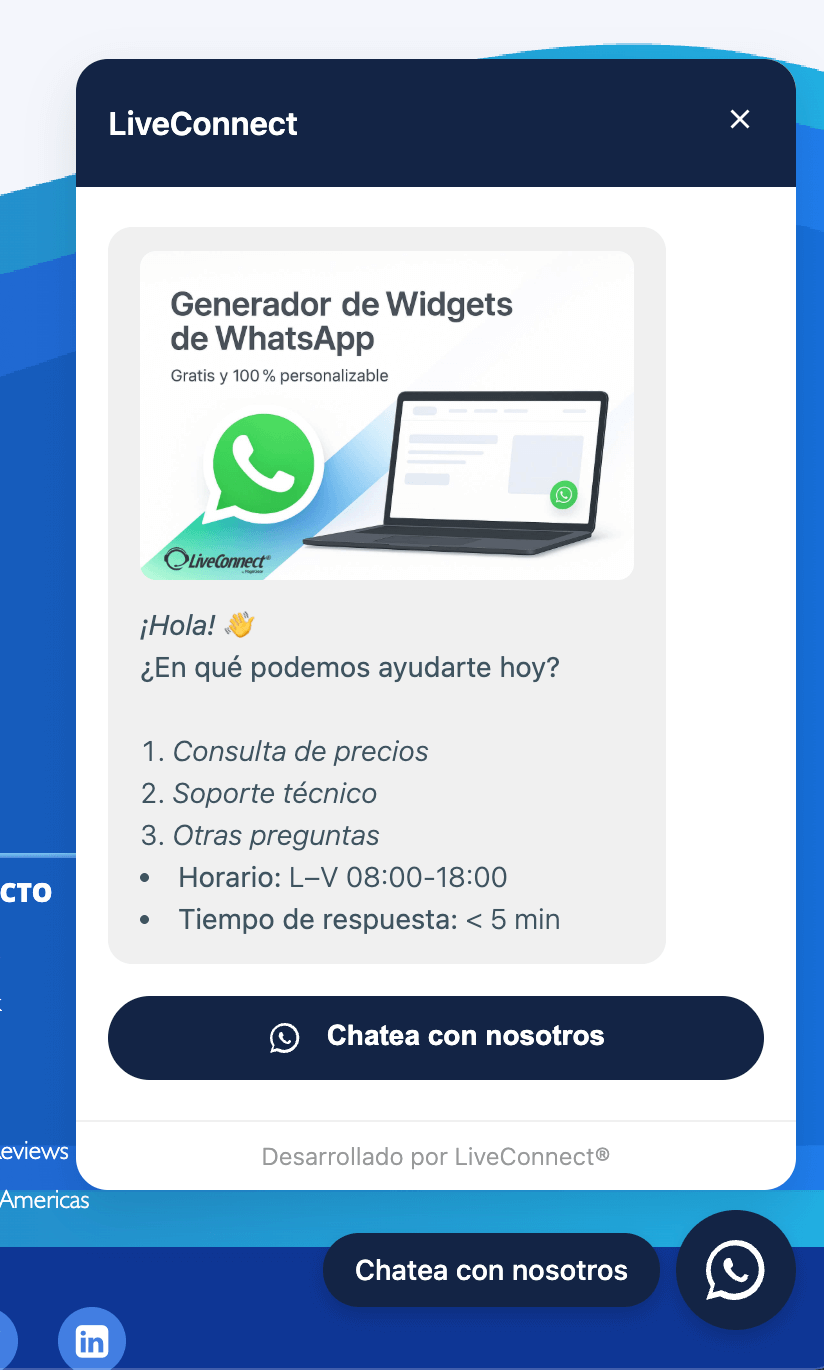 LiveConnect
Generador de Widgets
de WhatsApp
Gratis y 100 % personalizable
LiveConnect®
¡Hola! 👋
¿En qué podemos ayudarte hoy?
1. Consulta de precios
2. Soporte técnico
3. Otras preguntas
• Horario: L–V 08:00-18:00
• Tiempo de respuesta: < 5 min
Chatea con nosotros
Desarrollado por LiveConnect®
CTO
eviews
Americas
Chatea con nosotros
in